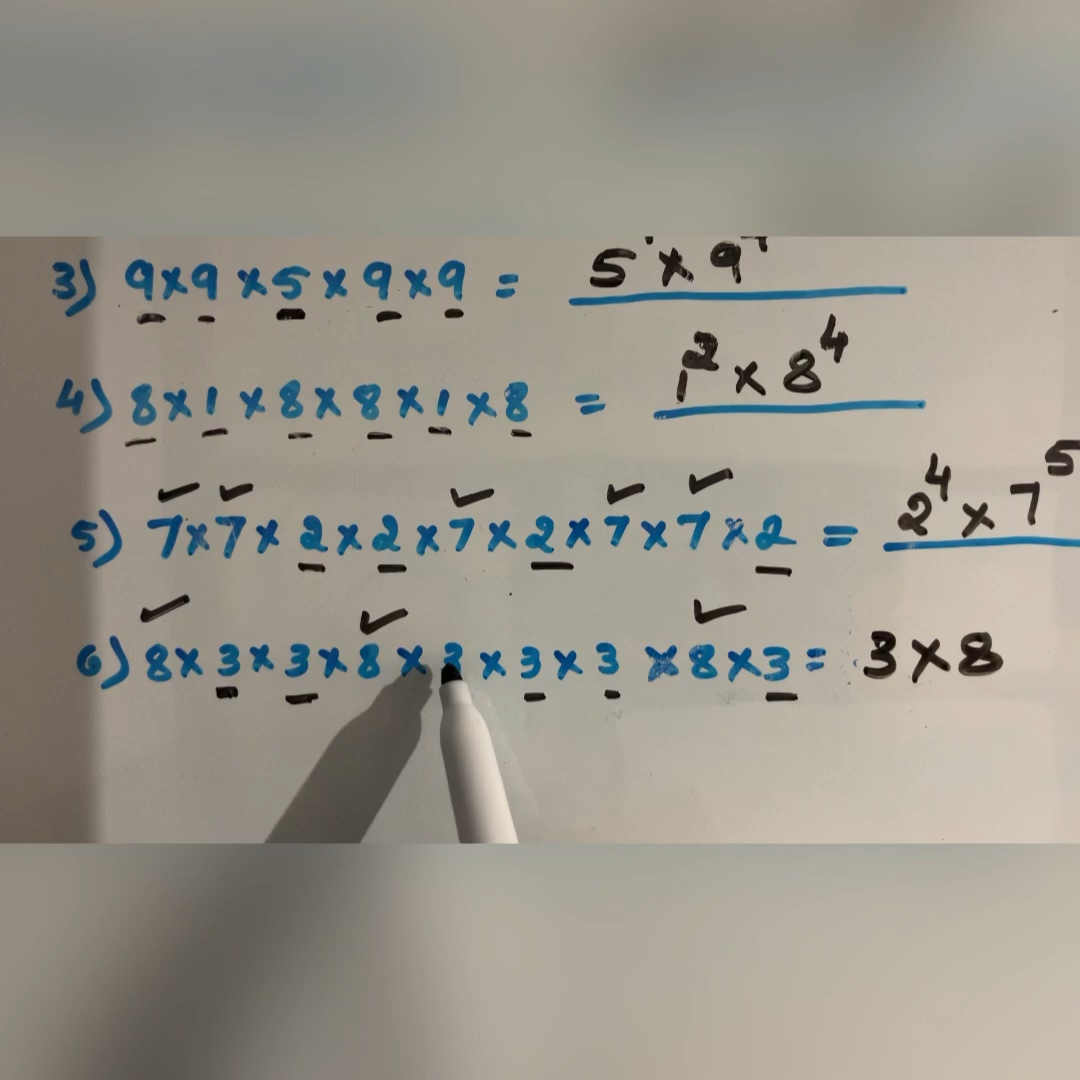 3) 9×9×5×9×9 = 5¹ × 9⁴
4) 8×1×8×8×1×8 = 1² × 8⁴
5) 7×7×2×2×7×2×7×7×2 = 2⁴ × 7⁵
6) 8×3×3×8×3×3×3×8×3 = 3×8